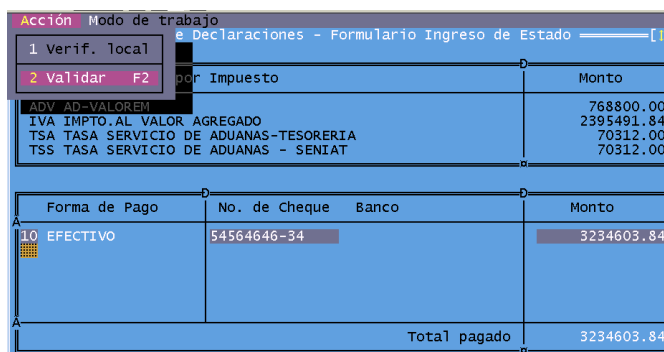 Acción Modo de trabajo
e Declaraciones - Formulario Ingreso de Estado
1 Verif. local
2 Validar F2
por Impuesto Monto
ADV AD-VALOREM 768800.00
IVA IMPTO.AL VALOR AGREGADO 2395491.84
TSA TASA SERVICIO DE ADUANAS-TESORERIA 70312.00
TSS TASA SERVICIO DE ADUANAS - SENIAT 70312.00
Forma de Pago No. de Cheque Banco Monto
10 EFECTIVO 54564646-34 3234603.84
Total pagado 3234603.84